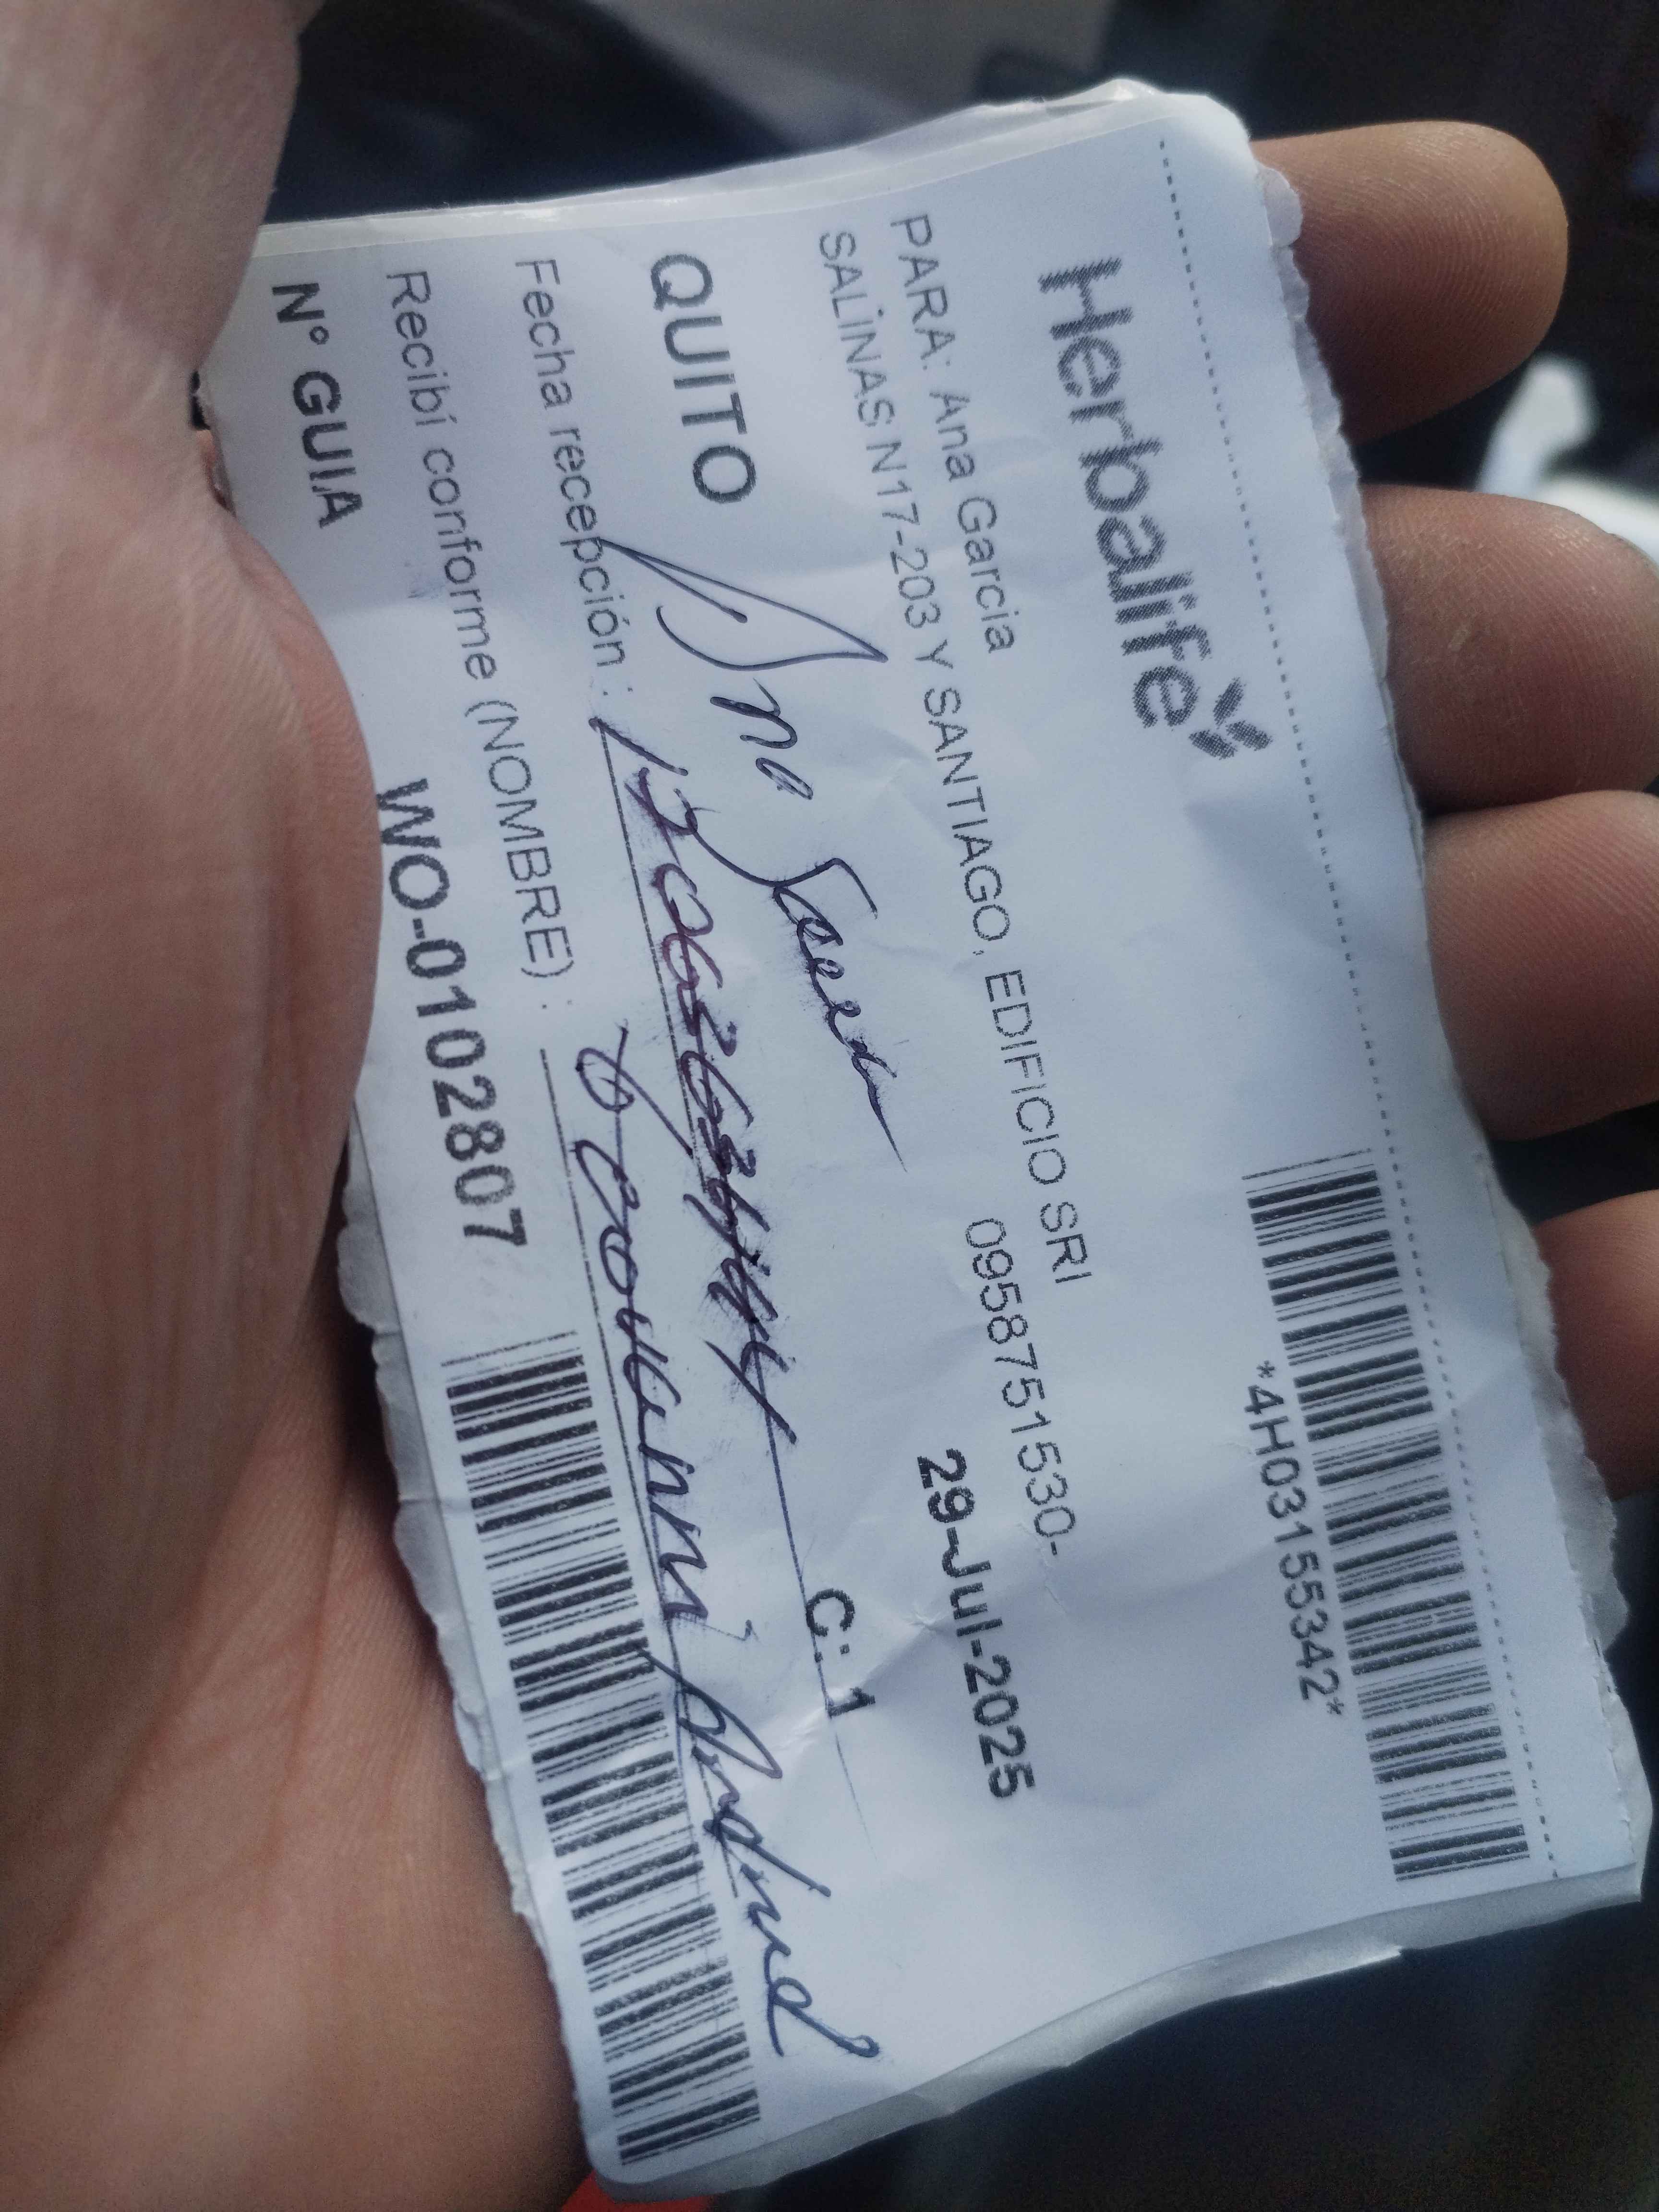 Herbalife
*4H03155342*
PARA: Ana Garcia
SALiNAS N17-203 Y SANTIAGO, EDIFICIO SRI
0958751530-
29-Jul-2025
QUITO
C: 1
Fecha recepción :
Recibí conforme (NOMBRE) :
N° GUIA WO-0102807